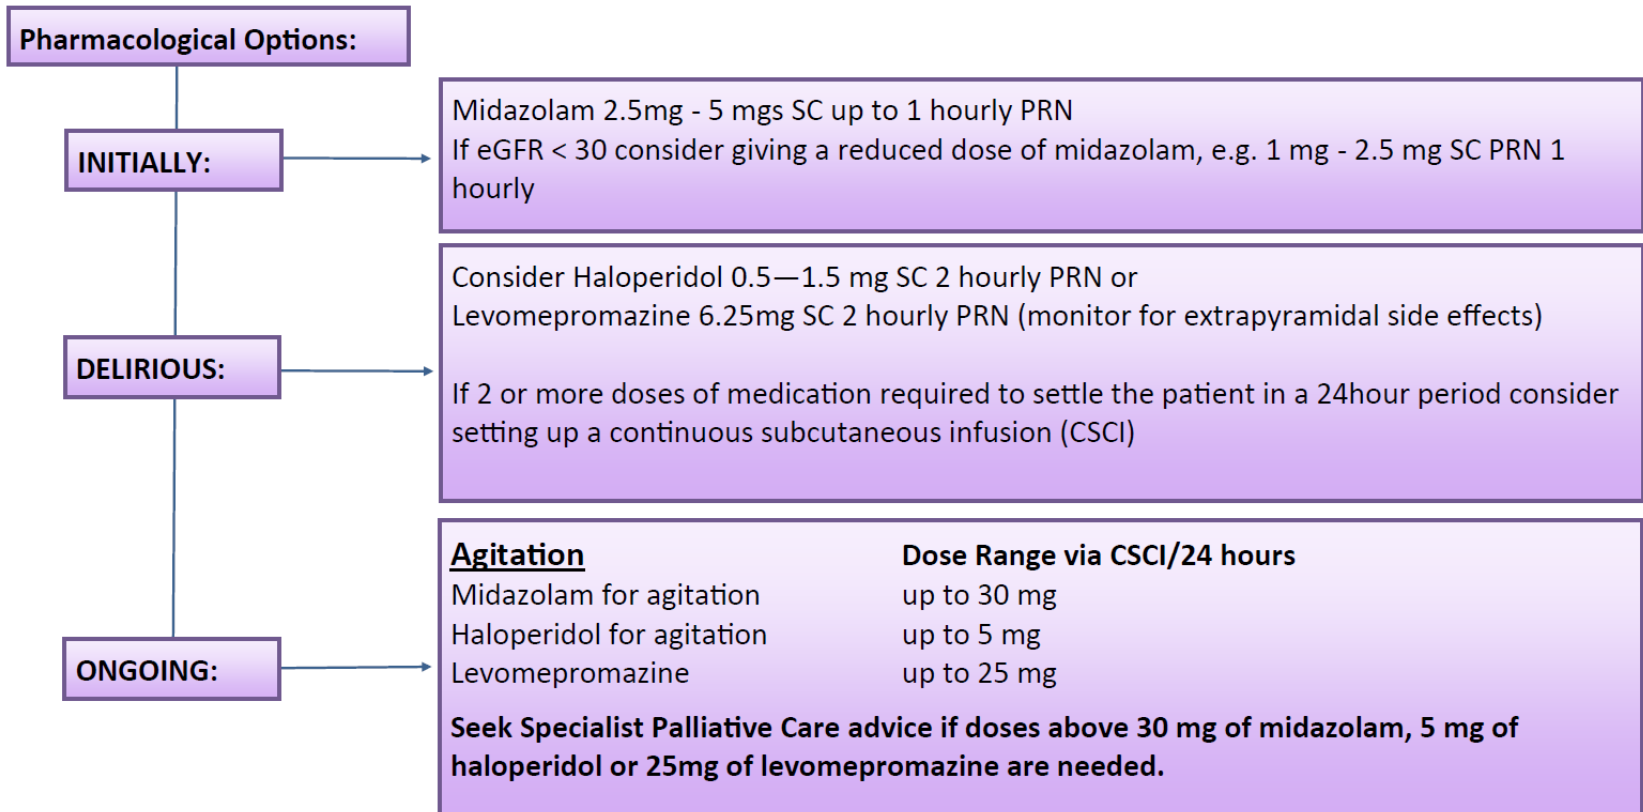 Pharmacological Options:
INITIALLY:
Midazolam 2.5mg - 5 mgs SC up to 1 hourly PRN
If eGFR < 30 consider giving a reduced dose of midazolam, e.g. 1 mg - 2.5 mg SC PRN 1
hourly
DELIRIOUS:
Consider Haloperidol 0.5—1.5 mg SC 2 hourly PRN or
Levomepromazine 6.25mg SC 2 hourly PRN (monitor for extrapyramidal side effects)
If 2 or more doses of medication required to settle the patient in a 24hour period consider
setting up a continuous subcutaneous infusion (CSCI)
ONGOING:
Agitation Dose Range via CSCI/24 hours
Midazolam for agitation up to 30 mg
Haloperidol for agitation up to 5 mg
Levomepromazine up to 25 mg
Seek Specialist Palliative Care advice if doses above 30 mg of midazolam, 5 mg of
haloperidol or 25mg of levomepromazine are needed.